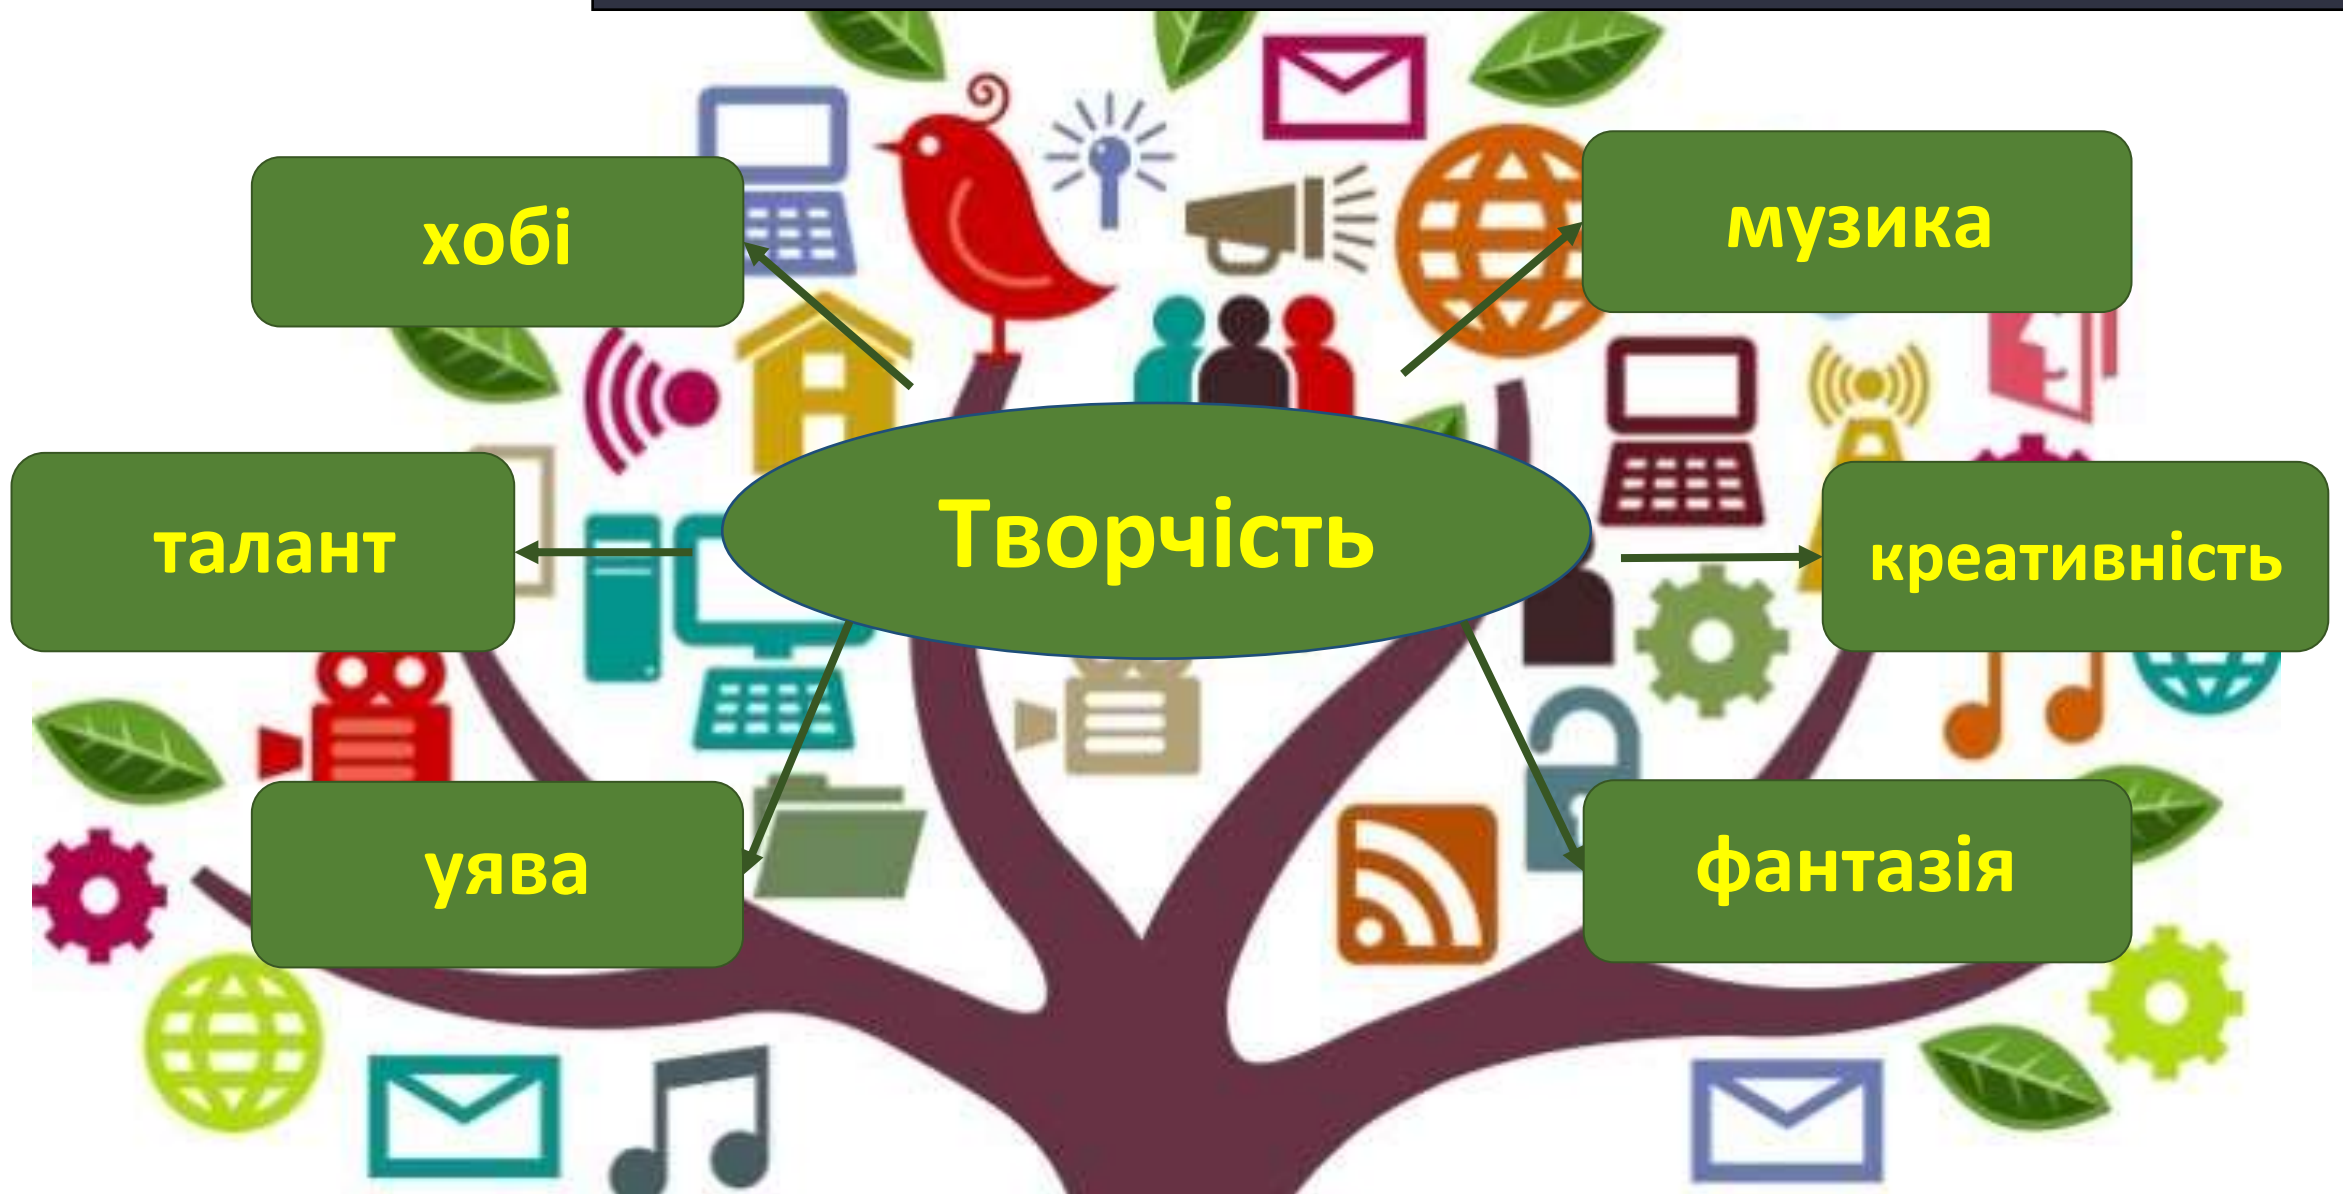 хобі
музика
Творчість
талант
креативність
уява
фантазія